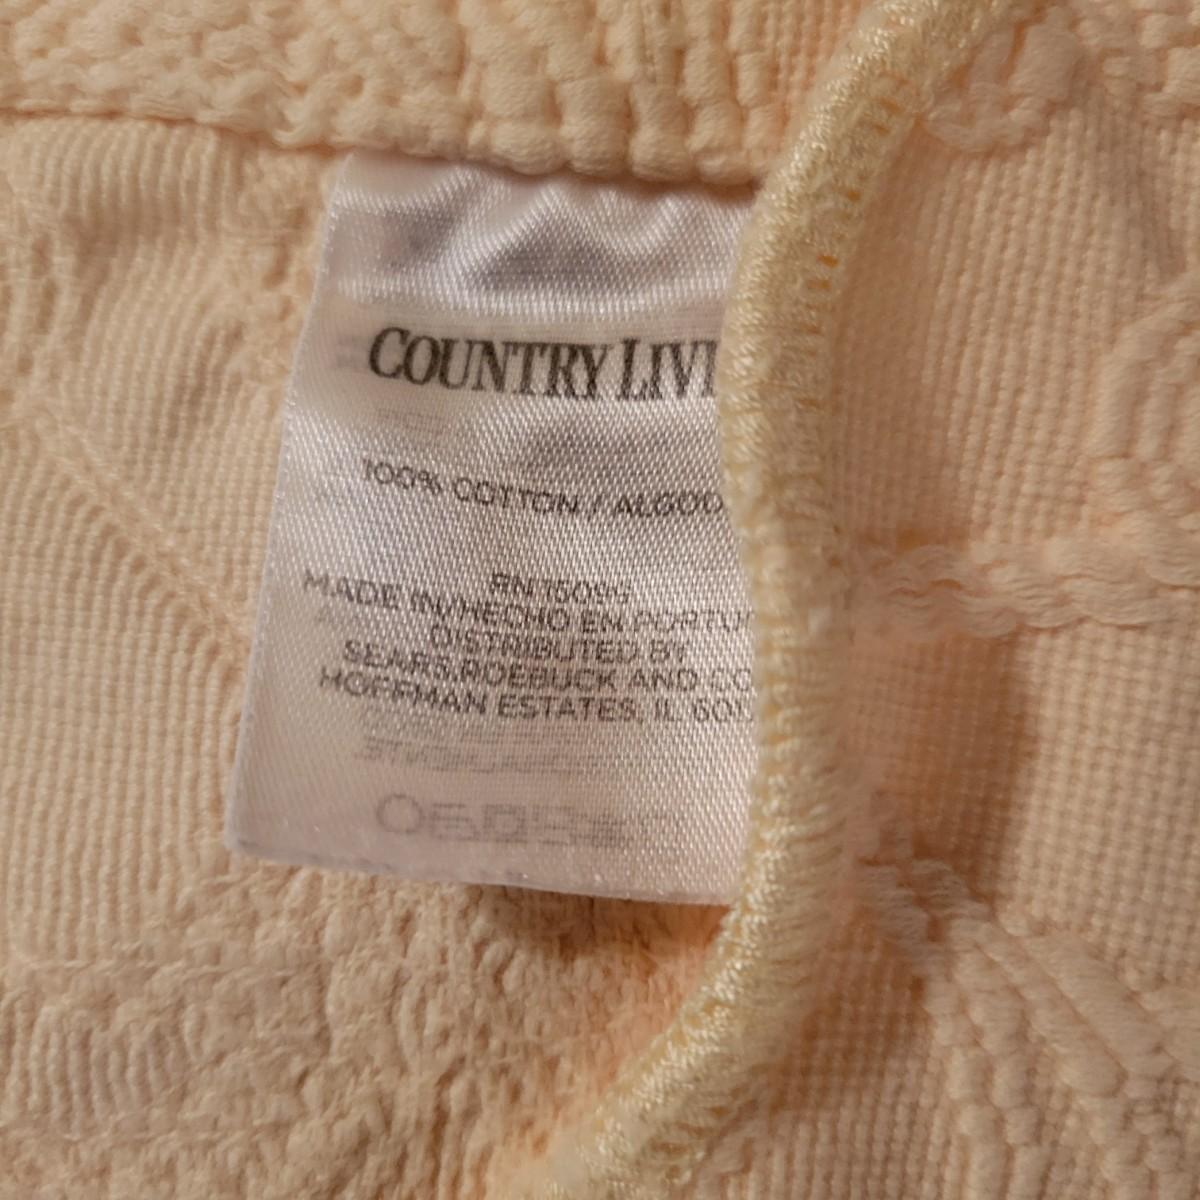 COUNTRY LIVI
100% COTTON / ALGOD
RN 15099
MADE IN/HECHO EN PORTU
DISTRIBUTED BY
SEARS, ROEBUCK AND CO.
HOFFMAN ESTATES, IL 60